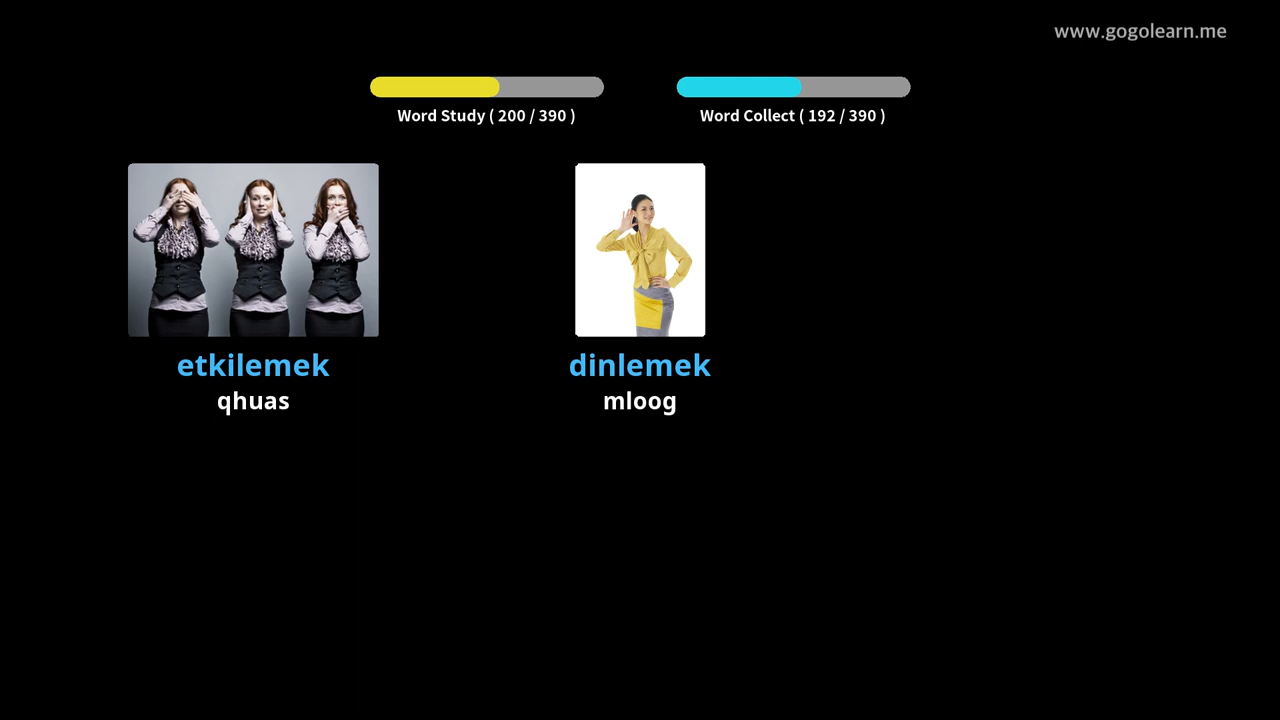 www.gogolearn.me
Word Study ( 200 / 390 )
Word Collect ( 192 / 390 )
etkilemek
qhuas
dinlemek
mloog